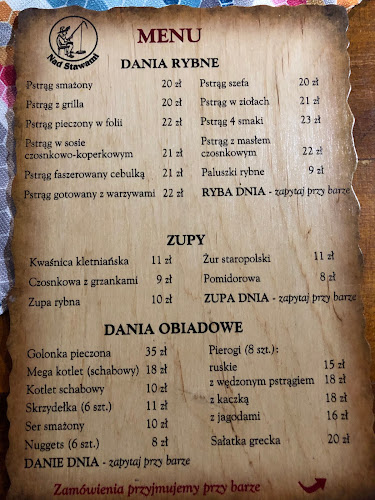 Nad Stawami
MENU
DANIA RYBNE
Pstrąg smażony 20 zł
Pstrąg z grilla 20 zł
Pstrąg pieczony w folii 22 zł
Pstrąg w sosie
czosnkowo-koperkowym 21 zł
Pstrąg faszerowany cebulką 21 zł
Pstrąg gotowany z warzywami 22 zł
Pstrąg szefa 20 zł
Pstrąg w ziołach 21 zł
Pstrąg 4 smaki 23 zł
Pstrąg z masłem
czosnkowym 22 zł
Paluszki rybne 9 zł
RYBA DNIA - zapytaj przy barze
ZUPY
Kwaśnica kletniańska 11 zł
Czosnkowa z grzankami 9 zł
Zupa rybna 10 zł
Żur staropolski 11 zł
Pomidorowa 8 zł
ZUPA DNIA - zapytaj przy barze
DANIA OBIADOWE
Golonka pieczona 35 zł
Mega kotlet (schabowy) 18 zł
Kotlet schabowy 10 zł
Skrzydełka (6 szt.) 11 zł
Ser smażony 10 zł
Nuggets (6 szt.) 8 zł
DANIE DNIA - zapytaj przy barze
Pierogi (8 szt.):
ruskie 15 zł
z wędzonym pstrągiem 18 zł
z kaczką 18 zł
z jagodami 16 zł
Sałatka grecka 20 zł
Zamówienia przyjmujemy przy barze